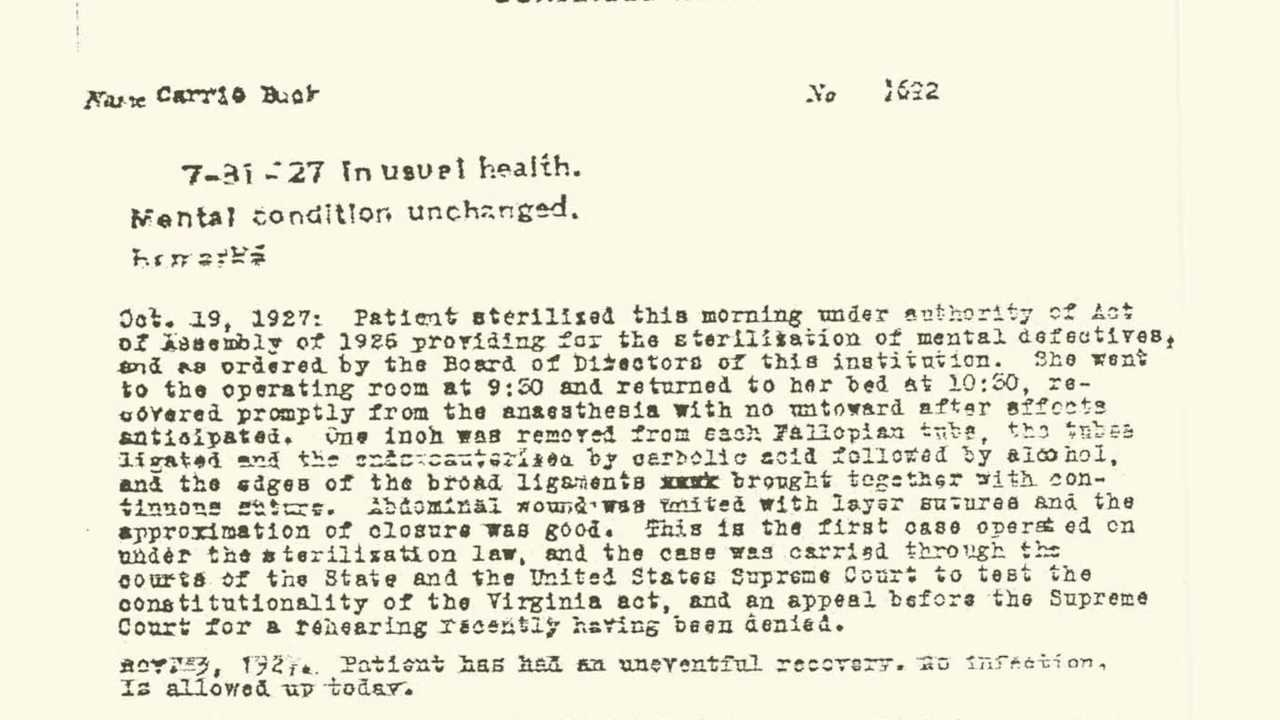 Name Carrie Buck No 1692
7-31-27 In usual health.
Mental condition unchanged.
Remarks
Oct. 19, 1927: Patient sterilized this morning under authority of Act
of Assembly of 1926 providing for the sterilization of mental defectives,
and as ordered by the Board of Directors of this institution. She went
to the operating room at 9:30 and returned to her bed at 10:30, re-
covered promptly from the anaesthesia with no untoward after affects
anticipated. One inch was removed from each Fallopian tube, the tubes
ligated and the ends cauterized by carbolic acid followed by alcohol,
and the edges of the broad ligaments brought together with con-
tinnons suture. Abdominal wound was united with layer sutures and the
approximation of closure was good. This is the first case operated on
under the sterilization law, and the case was carried through the
courts of the State and the United States Supreme Court to test the
constitutionality of the Virginia act, and an appeal before the Supreme
Court for a rehearing recently having been denied.
1927. Patient has had an uneventful recovery. No infection,
Is allowed up today.